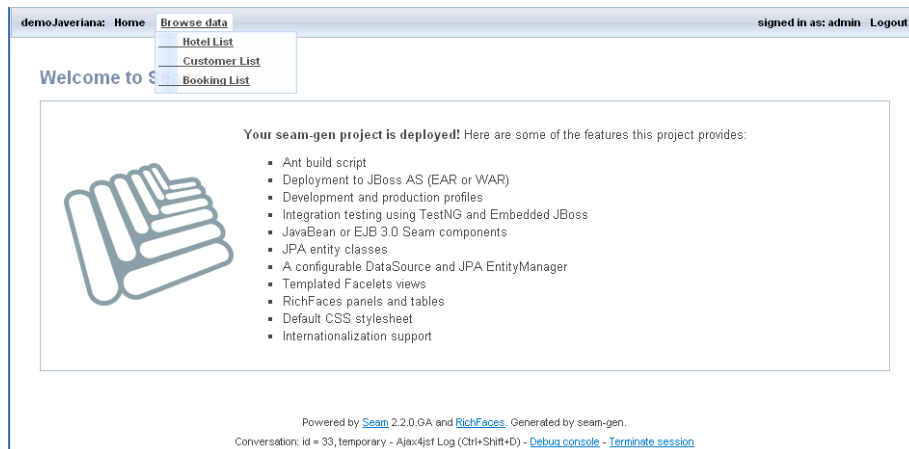 demoJaveriana: Home Browse data signed in as: admin Logout
Hotel List
Customer List
Booking List
Welcome to
Your seam-gen project is deployed! Here are some of the features this project provides:
Ant build script
Deployment to JBoss AS (EAR or WAR)
Development and production profiles
Integration testing using TestNG and Embedded JBoss
JavaBean or EJB 3.0 Seam components
JPA entity classes
A configurable DataSource and JPA EntityManager
Templated Facelets views
RichFaces panels and tables
Default CSS stylesheet
Internationalization support
Powered by Seam 2.2.0.GA and RichFaces. Generated by seam-gen.
Conversation: id = 33, temporary - Ajax4jsf Log (Ctrl+Shift+D) - Debug console - Terminate session